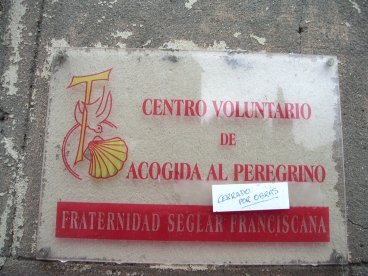 CENTRO VOLUNTARIO
DE
ACOGIDA AL PEREGRINO
CERRADO
POR OBRAS
FRATERNIDAD SEGLAR FRANCISCANA